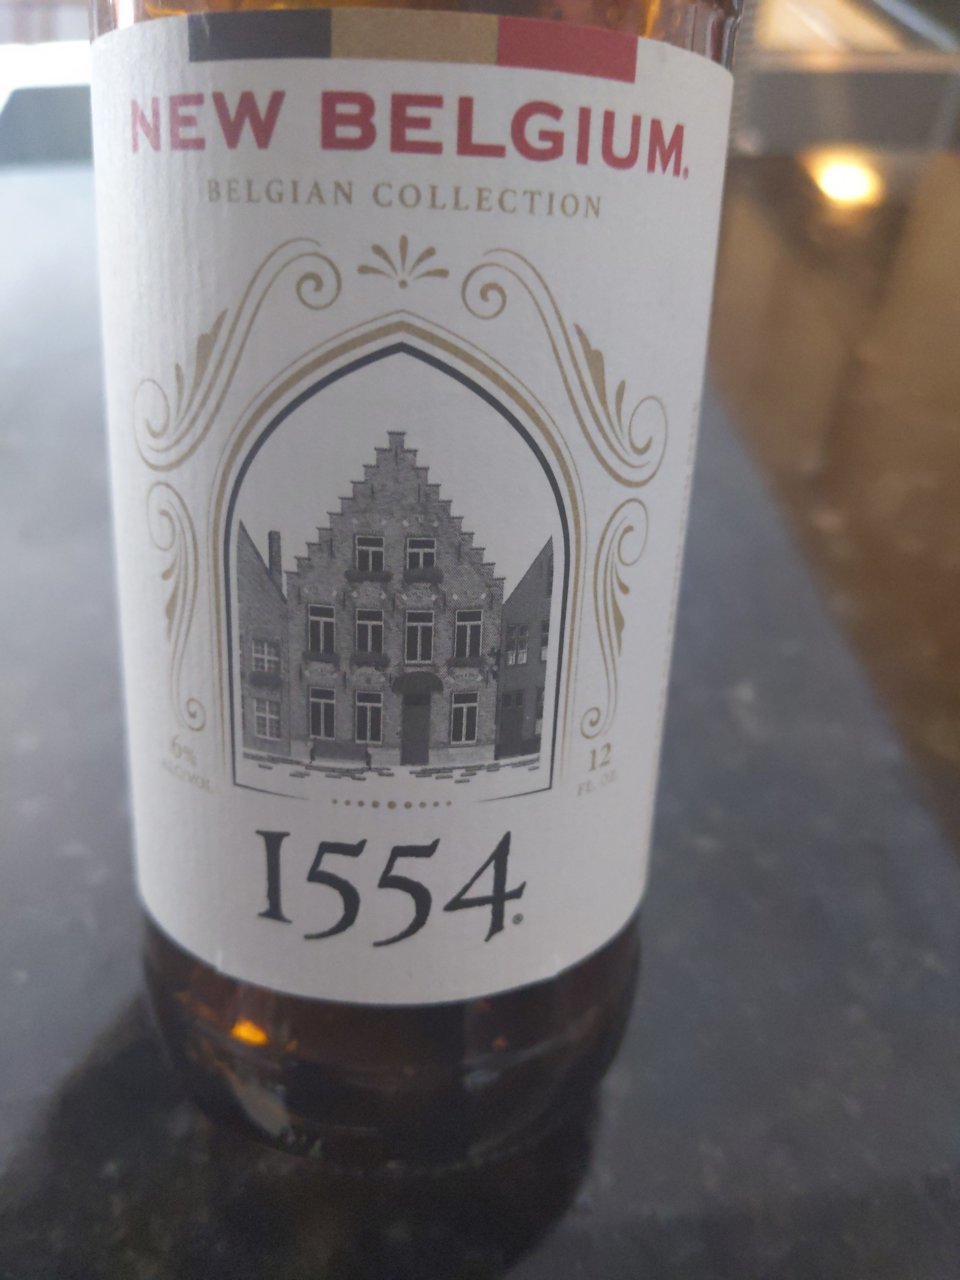 NEW BELGIUM.
BELGIAN COLLECTION
6%
ALC/VOL
12
FL. OZ.
1554.